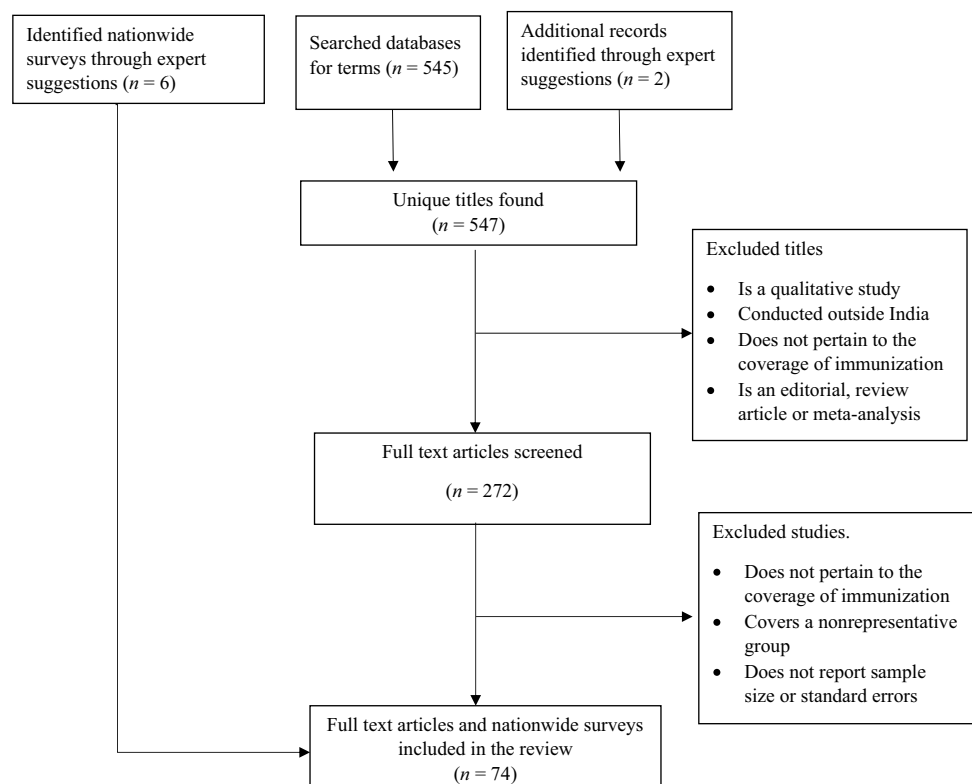 Identified nationwide
surveys through expert
suggestions (n = 6)
Searched databases
for terms (n = 545)
Additional records
identified through expert
suggestions (n = 2)
Unique titles found
(n = 547)
Excluded titles
• Is a qualitative study
• Conducted outside India
• Does not pertain to the
coverage of immunization
• Is an editorial, review
article or meta-analysis
Full text articles screened
(n = 272)
Excluded studies.
• Does not pertain to the
coverage of immunization
• Covers a nonrepresentative
group
• Does not report sample
size or standard errors
Full text articles and nationwide surveys
included in the review
(n = 74)